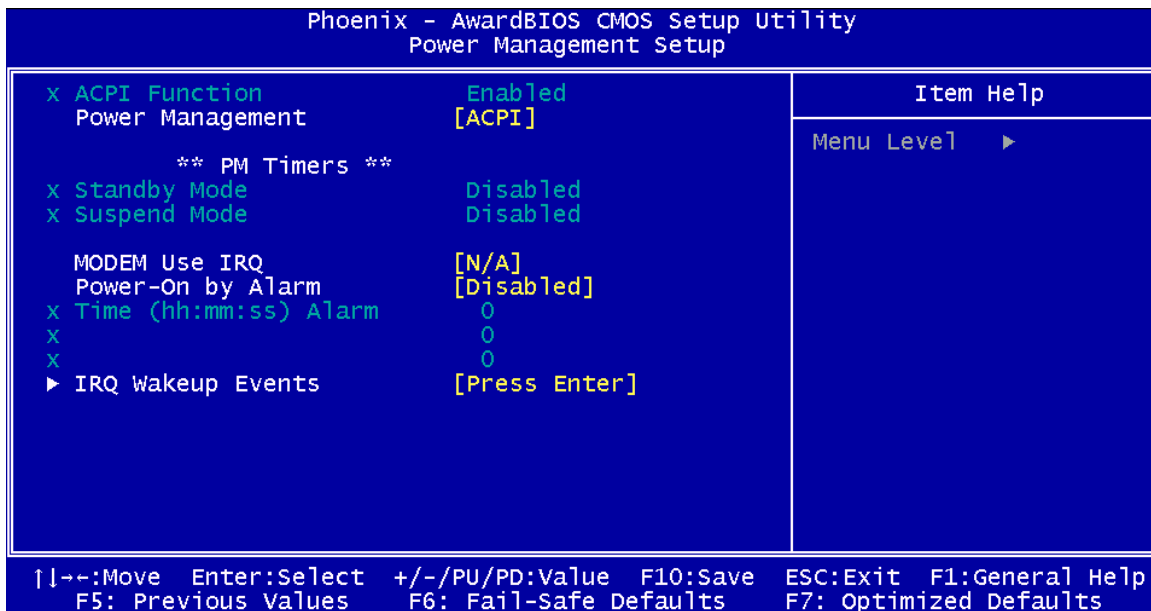 Phoenix - AwardBIOS CMOS Setup Utility
Power Management Setup
x ACPI Function Enabled
Power Management [ACPI]
** PM Timers **
x Standby Mode Disabled
x Suspend Mode Disabled
MODEM Use IRQ [N/A]
Power-On by Alarm [Disabled]
x Time (hh:mm:ss) Alarm 0
x 0
x 0
▶ IRQ Wakeup Events [Press Enter]
Item Help
Menu Level ▶
↑↓→←:Move Enter:Select +/-/PU/PD:Value F10:Save ESC:Exit F1:General Help
F5: Previous Values F6: Fail-Safe Defaults F7: Optimized Defaults